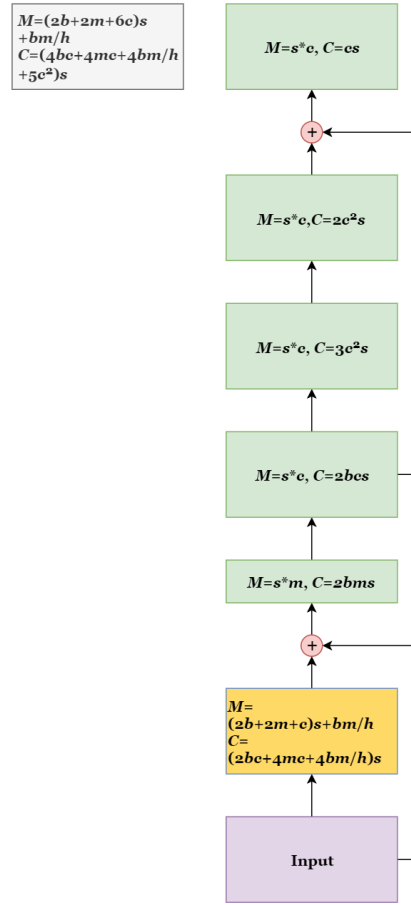 M=(2b+2m+6c)s
+bm/h
C=(4bc+4mc+4bm/h
+5c²)s
M=s*c, C=cs
+
M=s*c,C=2c²s
M=s*c, C=3c²s
M=s*c, C=2bcs
M=s*m, C=2bms
+
M=
(2b+2m+c)s+bm/h
C=
(2bc+4mc+4bm/h)s
Input